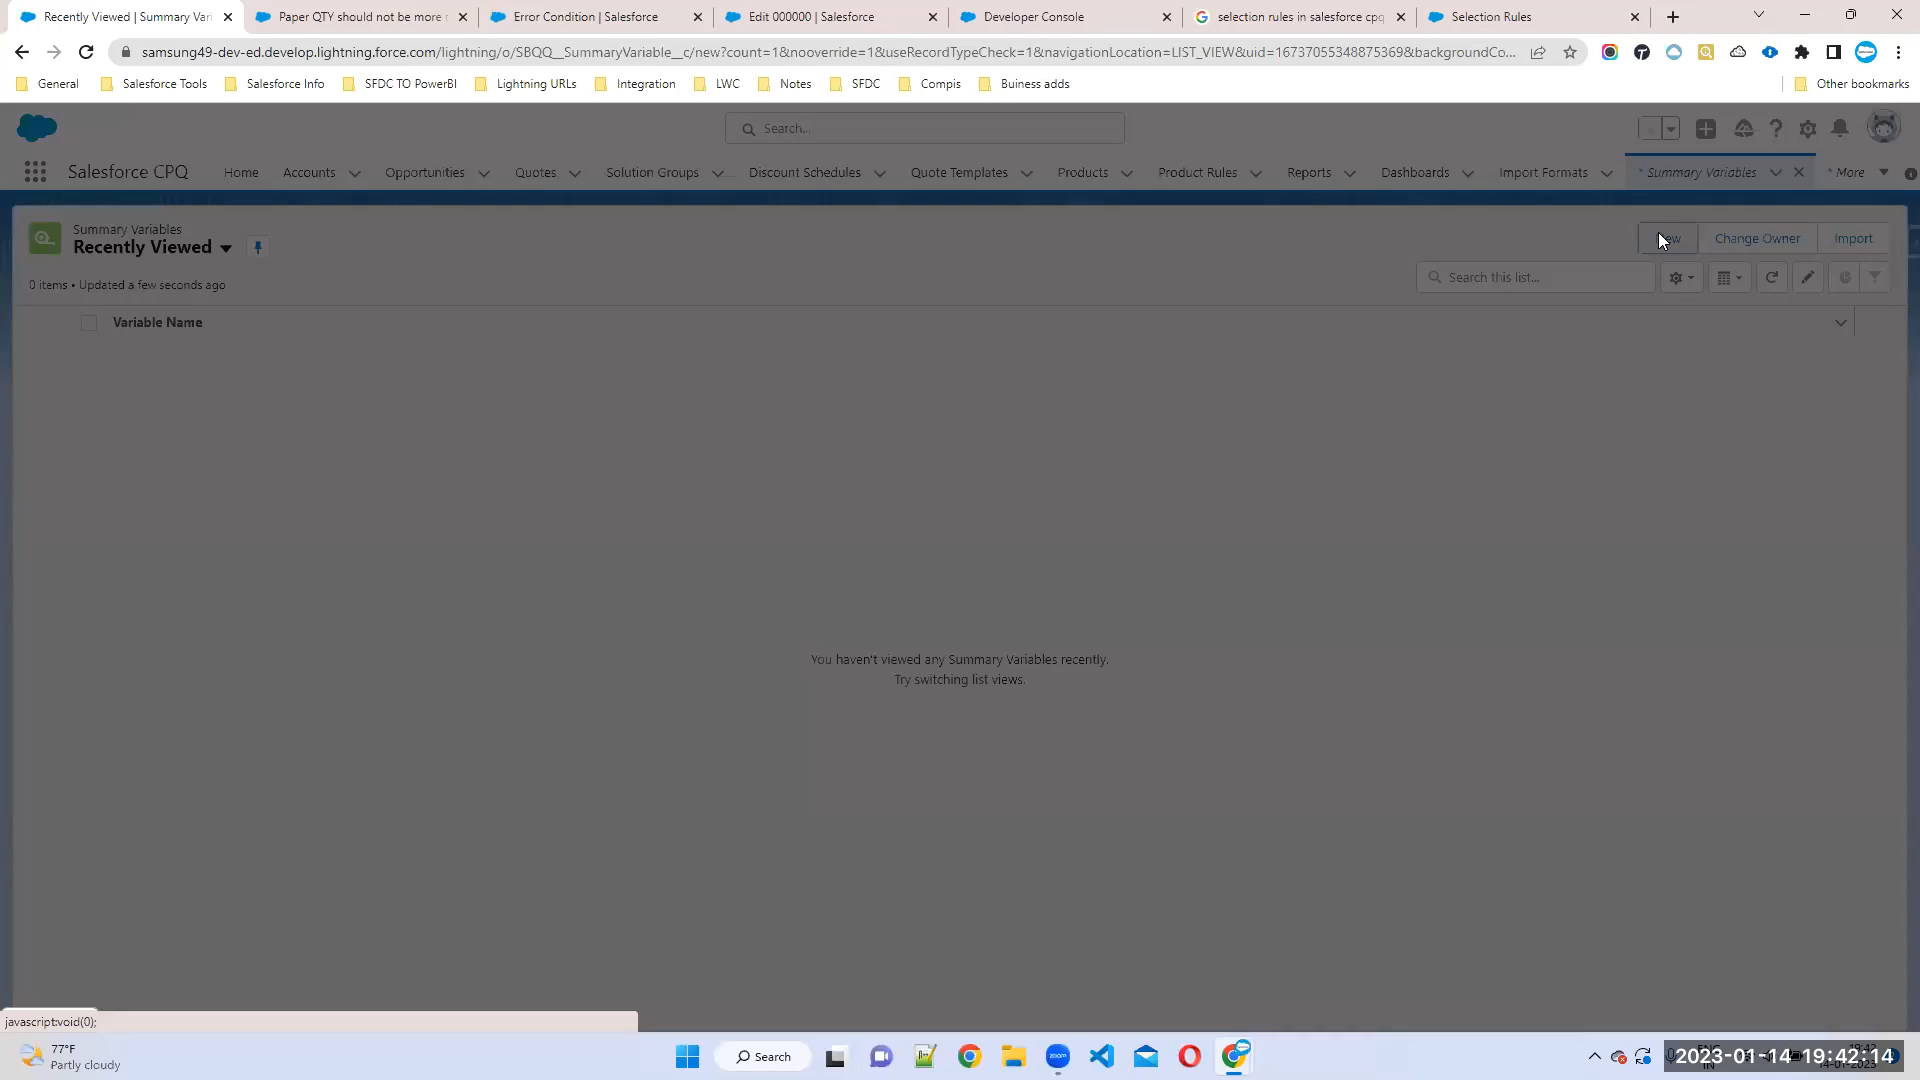 Recently Viewed | Summary Vari
Paper QTY should not be more
Error Condition | Salesforce
Edit 000000 | Salesforce
Developer Console
selection rules in salesforce cpq
Selection Rules
samsung49-dev-ed.develop.lightning.force.com/lightning/o/SBQQ__SummaryVariable__c/new?count=1&nooverride=1&useRecordTypeCheck=1&navigationLocation=LIST_VIEW&uid=16737055348875369&backgroundCo...
General
Salesforce Tools
Salesforce Info
SFDC TO PowerBI
Lightning URLs
Integration
LWC
Notes
SFDC
Compis
Buiness adds
Other bookmarks
Search...
Salesforce CPQ
Home
Accounts
Opportunities
Quotes
Solution Groups
Discount Schedules
Quote Templates
Products
Product Rules
Reports
Dashboards
Import Formats
* Summary Variables
* More
Summary Variables
Recently Viewed
Change Owner
Import
0 items • Updated a few seconds ago
Search this list...
Variable Name
You haven't viewed any Summary Variables recently.
Try switching list views.
javascript:void(0);
77°F
Partly cloudy
Search
zoom
2023-01-14-19:42:14